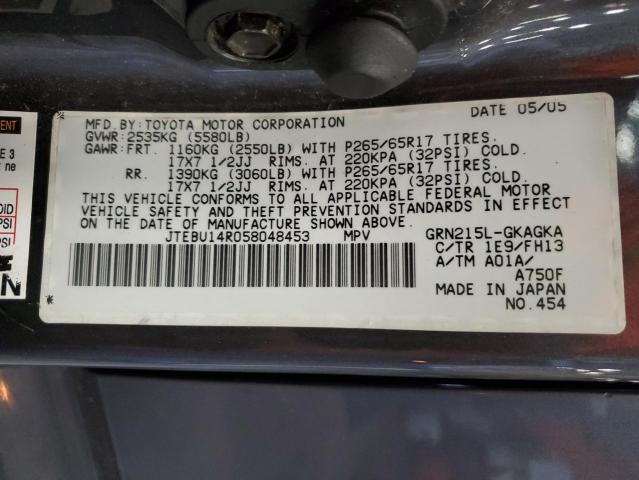 DATE 05/05
MFD.BY: TOYOTA MOTOR CORPORATION
GVWR: 2535KG (5580LB)
GAWR: FRT. 1160KG (2550LB) WITH P265/65R17 TIRES.
17X7 1/2JJ RIMS. AT 220KPA (32PSI) COLD.
RR. 1390KG (3060LB) WITH P265/65R17 TIRES.
17X7 1/2JJ RIMS. AT 220KPA (32PSI) COLD.
THIS VEHICLE CONFORMS TO ALL APPLICABLE FEDERAL MOTOR
VEHICLE SAFETY AND THEFT PREVENTION STANDARDS IN EFFECT
ON THE DATE OF MANUFACTURE SHOWN ABOVE.
JTEBU14R058048453 MPV
GRN215L-GKAGKA
C/TR 1E9/FH13
A/TM A01A/
A750F
MADE IN JAPAN
NO.454
E 3
ne
PSI
PSI